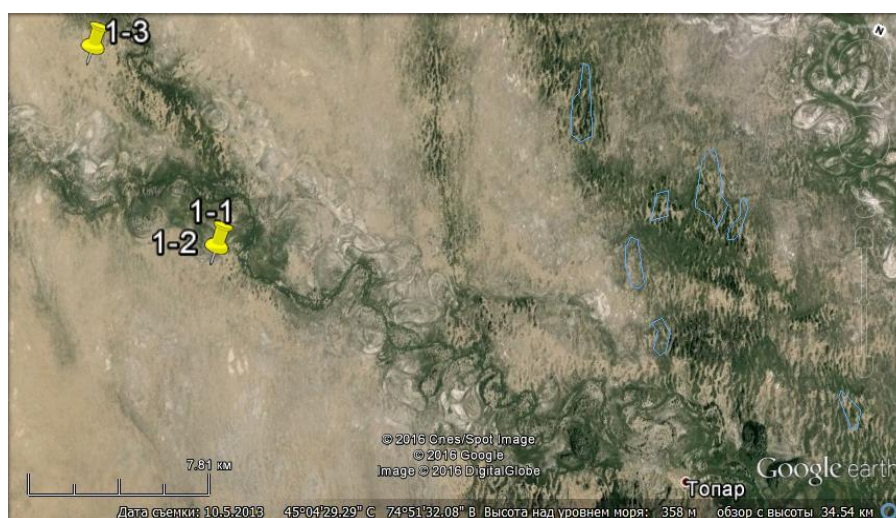 1-3
N
1-1
1-2
© 2016 Cnes/Spot Image
© 2016 Google
Image © 2016 DigitalGlobe
7.81 км
Google earth
Топар
Дата съемки: 10.5.2013 45°04'29.29" С 74°51'32.08" В Высота над уровнем моря: 358 м обзор с высоты 34.54 км